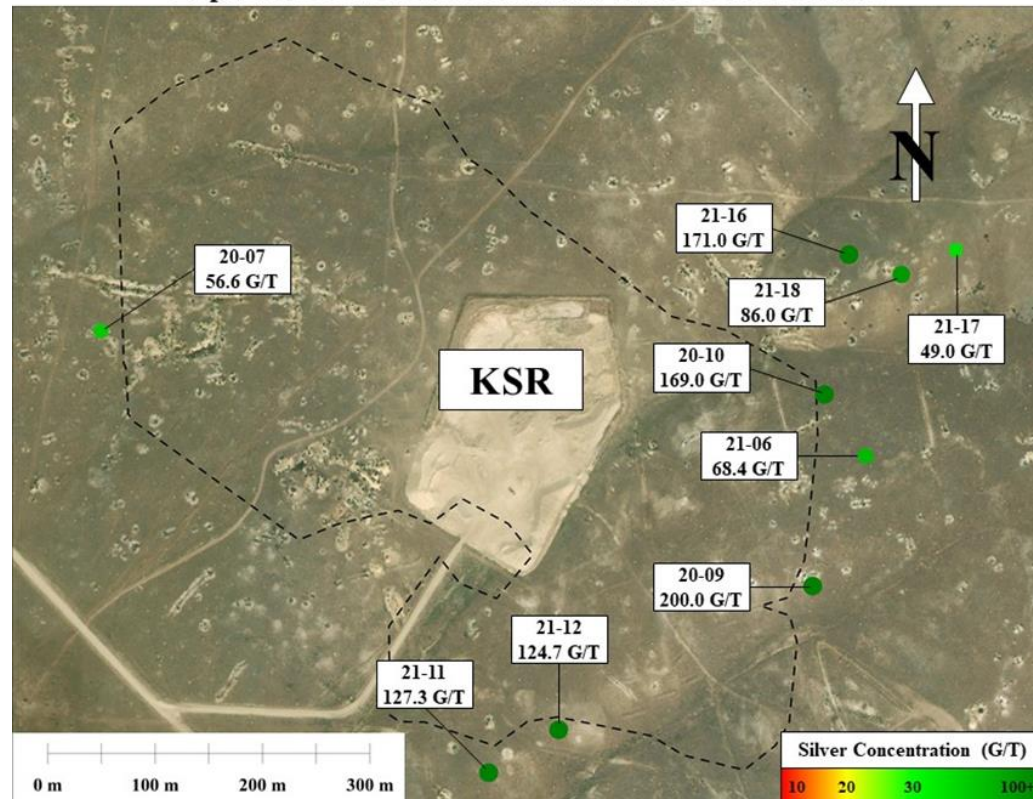 N
21-16
171.0 G/T
20-07
56.6 G/T
21-18
86.0 G/T
21-17
49.0 G/T
KSR
20-10
169.0 G/T
21-06
68.4 G/T
20-09
200.0 G/T
21-12
124.7 G/T
21-11
127.3 G/T
0 m 100 m 200 m 300 m
Silver Concentration (G/T)
10 20 30 100+